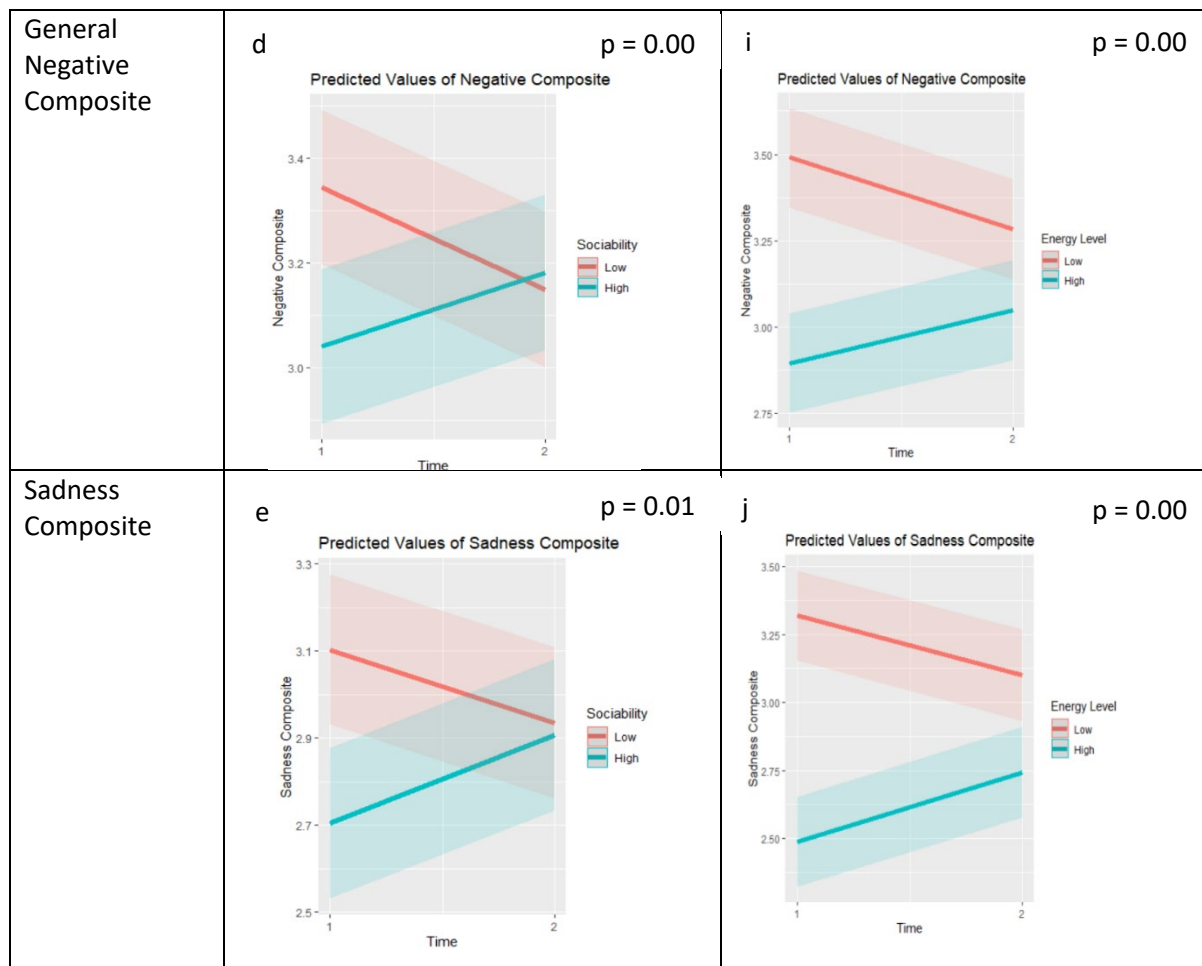 General
Negative
Composite
d
p = 0.00
Predicted Values of Negative Composite
Negative Composite
3.4
3.2
3.0
1
2
Time
Sociability
Low
High
i
p = 0.00
Predicted Values of Negative Composite
Negative Composite
3.50
3.25
3.00
2.75
1
2
Time
Energy Level
Low
High
Sadness
Composite
e
p = 0.01
Predicted Values of Sadness Composite
Sadness Composite
3.3
3.1
2.9
2.7
2.5
1
2
Time
Sociability
Low
High
j
p = 0.00
Predicted Values of Sadness Composite
Sadness Composite
3.50
3.25
3.00
2.75
2.50
1
2
Time
Energy Level
Low
High